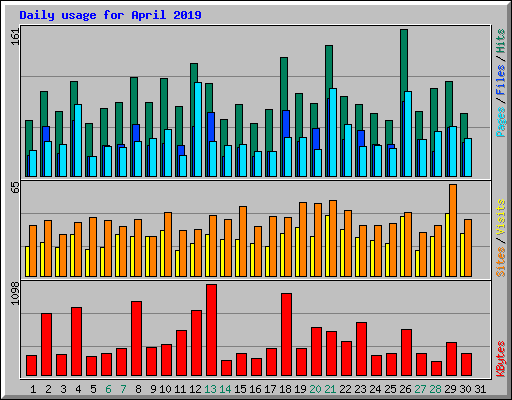 Daily usage for April 2019
161
65
1098
Pages / Files / Hits
Sites / Visits
KBytes
1 2 3 4 5 6 7 8 9 10 11 12 13 14 15 16 17 18 19 20 21 22 23 24 25 26 27 28 29 30 31